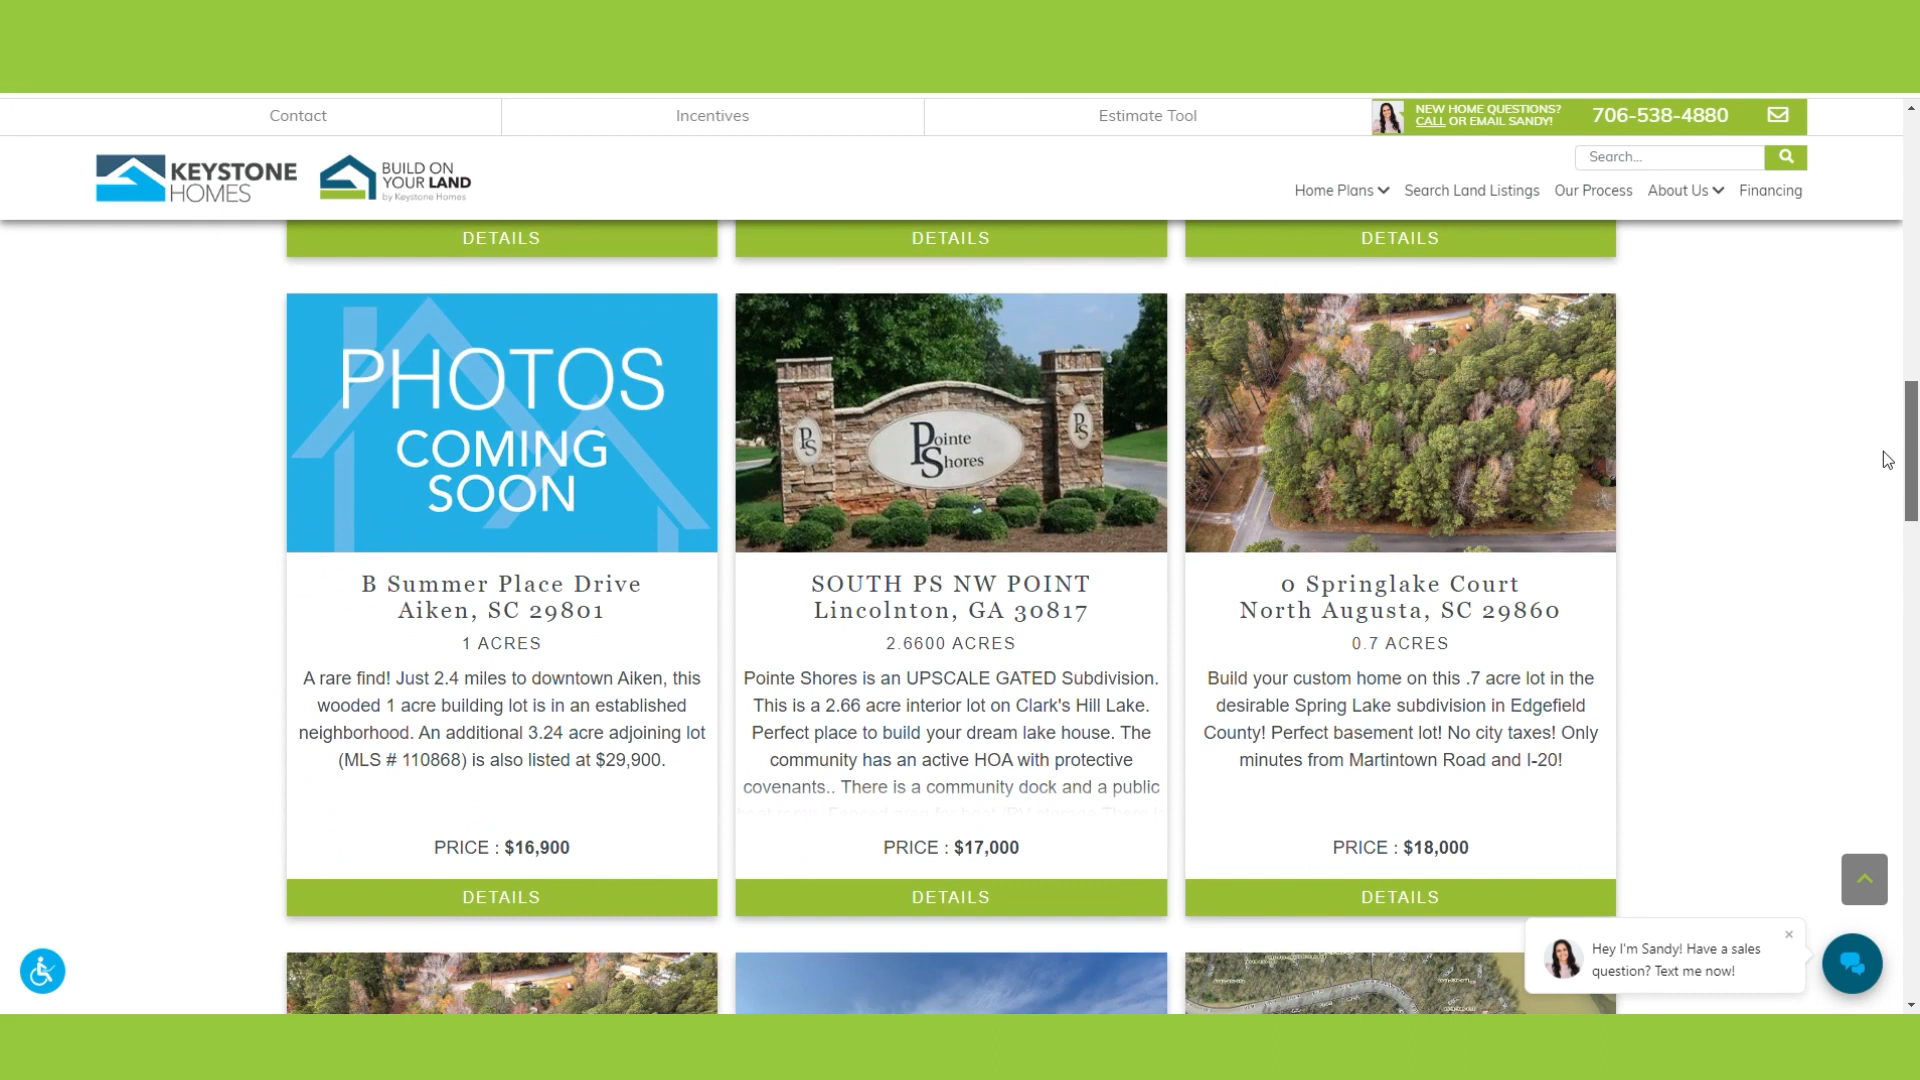 Contact
Incentives
Estimate Tool
NEW HOME QUESTIONS?
CALL OR EMAIL SANDY!
706-538-4880
KEYSTONE
HOMES
BUILD ON
YOUR LAND
by Keystone Homes
Search...
Home Plans
Search Land Listings
Our Process
About Us
Financing
DETAILS
DETAILS
DETAILS
PHOTOS
COMING
SOON
PS
Pointe
Shores
PS
B Summer Place Drive
Aiken, SC 29801
1 ACRES
A rare find! Just 2.4 miles to downtown Aiken, this
wooded 1 acre building lot is in an established
neighborhood. An additional 3.24 acre adjoining lot
(MLS # 110868) is also listed at $29,900.
PRICE : $16,900
DETAILS
SOUTH PS NW POINT
Lincolnton, GA 30817
2.6600 ACRES
Pointe Shores is an UPSCALE GATED Subdivision.
This is a 2.66 acre interior lot on Clark's Hill Lake.
Perfect place to build your dream lake house. The
community has an active HOA with protective
covenants.. There is a community dock and a public
PRICE : $17,000
DETAILS
0 Springlake Court
North Augusta, SC 29860
0.7 ACRES
Build your custom home on this .7 acre lot in the
desirable Spring Lake subdivision in Edgefield
County! Perfect basement lot! No city taxes! Only
minutes from Martintown Road and I-20!
PRICE : $18,000
DETAILS
Hey I'm Sandy! Have a sales
question? Text me now!